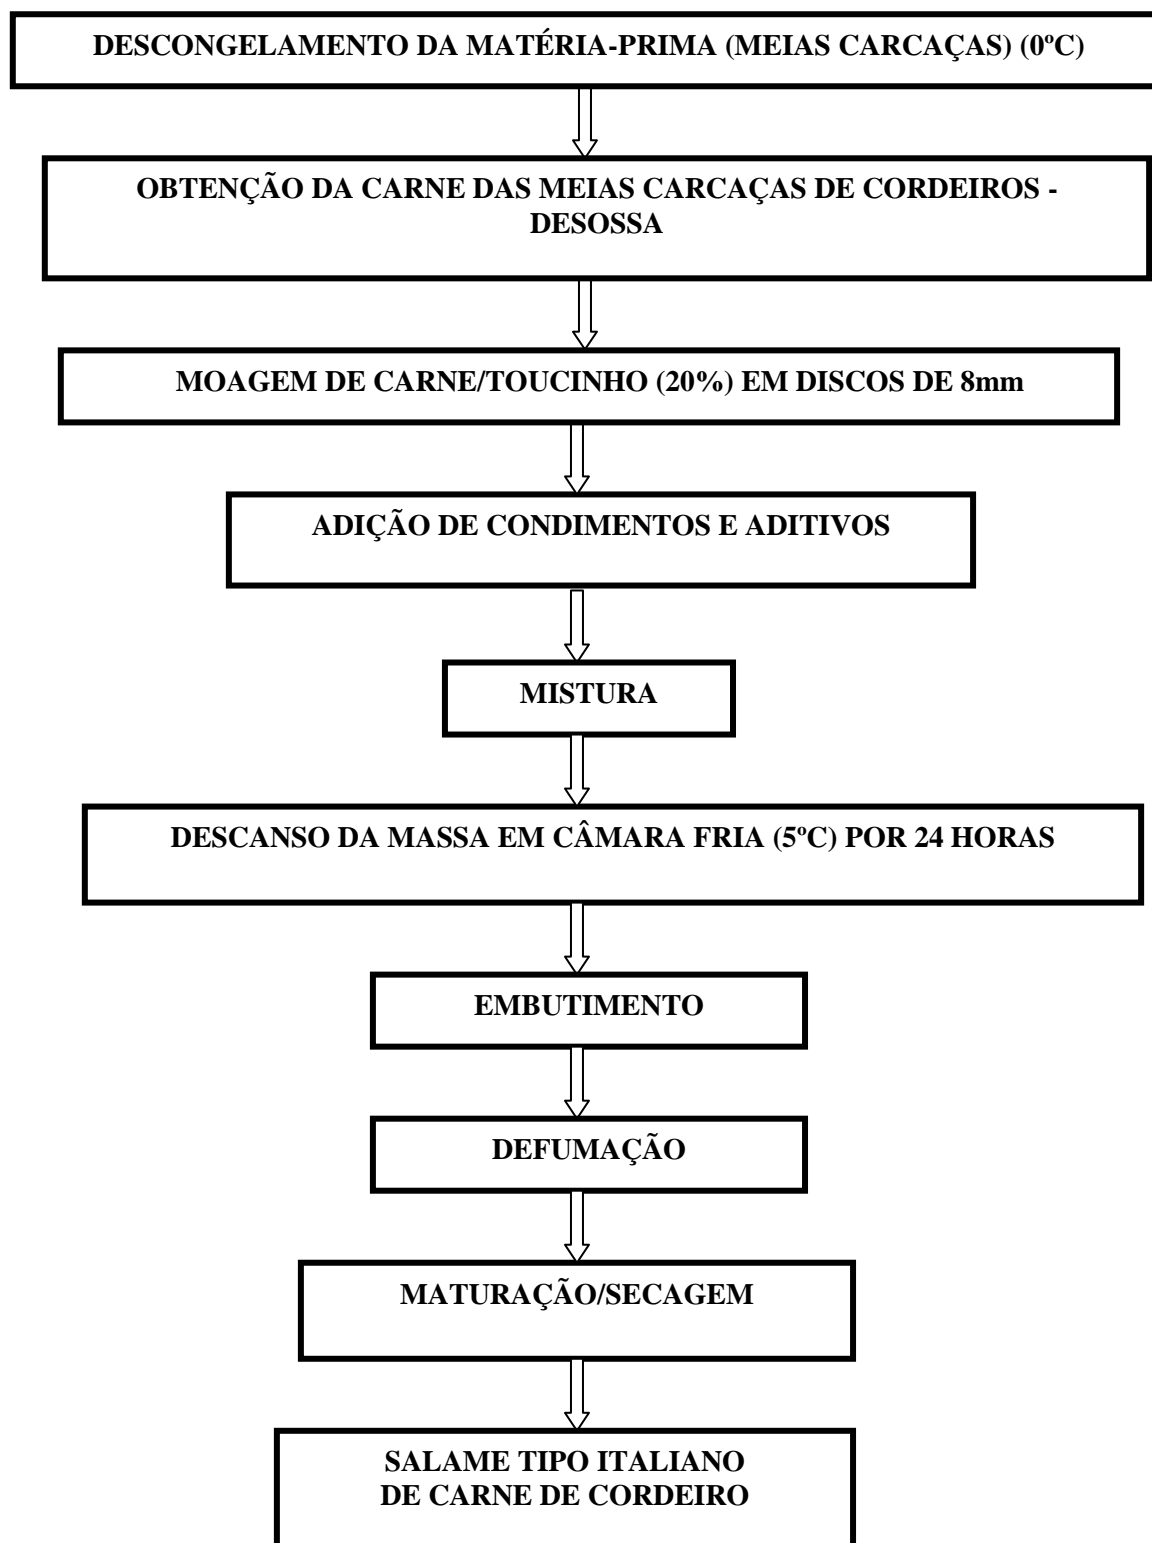 DESCONGELAMENTO DA MATÉRIA-PRIMA (MEIAS CARCAÇAS) (0ºC)
OBTENÇÃO DA CARNE DAS MEIAS CARCAÇAS DE CORDEIROS -
DESOSSA
MOAGEM DE CARNE/TOUCINHO (20%) EM DISCOS DE 8mm
ADIÇÃO DE CONDIMENTOS E ADITIVOS
MISTURA
DESCANSO DA MASSA EM CÂMARA FRIA (5ºC) POR 24 HORAS
EMBUTIMENTO
DEFUMAÇÃO
MATURAÇÃO/SECAGEM
SALAME TIPO ITALIANO
DE CARNE DE CORDEIRO